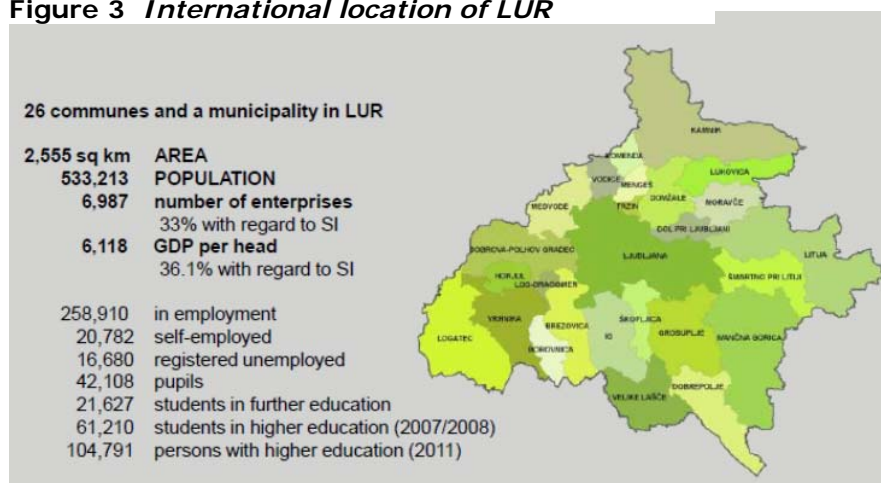 Figure 3 International location of LUR
26 communes and a municipality in LUR
2,555 sq km AREA
533,213 POPULATION
6,987 number of enterprises
33% with regard to SI
6,118 GDP per head
36.1% with regard to SI
258,910 in employment
20,782 self-employed
16,680 registered unemployed
42,108 pupils
21,627 students in further education
61,210 students in higher education (2007/2008)
104,791 persons with higher education (2011)
KAMNIK
KOMENDA
LUKOVICA
VODICE
MENGEŠ
MEDVODE
TRZIN
DOMŽALE
MORAVČE
DOL PRI LJUBLJANI
DOBROVA-POLHOV GRADEC
LJUBLJANA
LITIJA
HORJUL
LOG-DRAGOMER
ŠMARTNO PRI LITIJI
LOGATEC
VRHNIKA
BREZOVICA
ŠKOFLJICA
IG
GROSUPLJE
IVANČNA GORICA
BOROVNICA
DOBREPOLJE
VELIKE LAŠČE